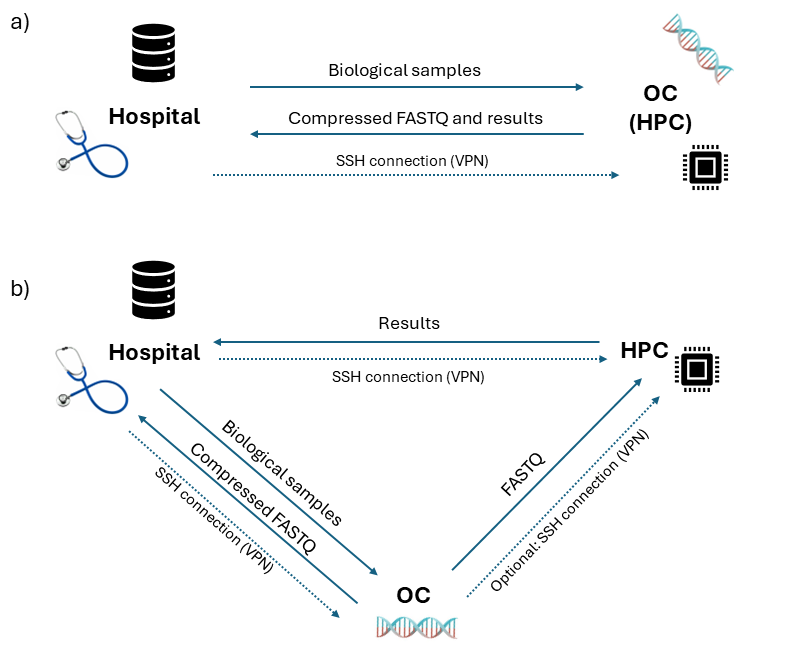 a)
Biological samples
Hospital
OC
(HPC)
Compressed FASTQ and results
SSH connection (VPN)
b)
Results
Hospital
HPC
SSH connection (VPN)
Biological samples
Compressed FASTQ
SSH connection (VPN)
FASTQ
Optional: SSH connection (VPN)
OC